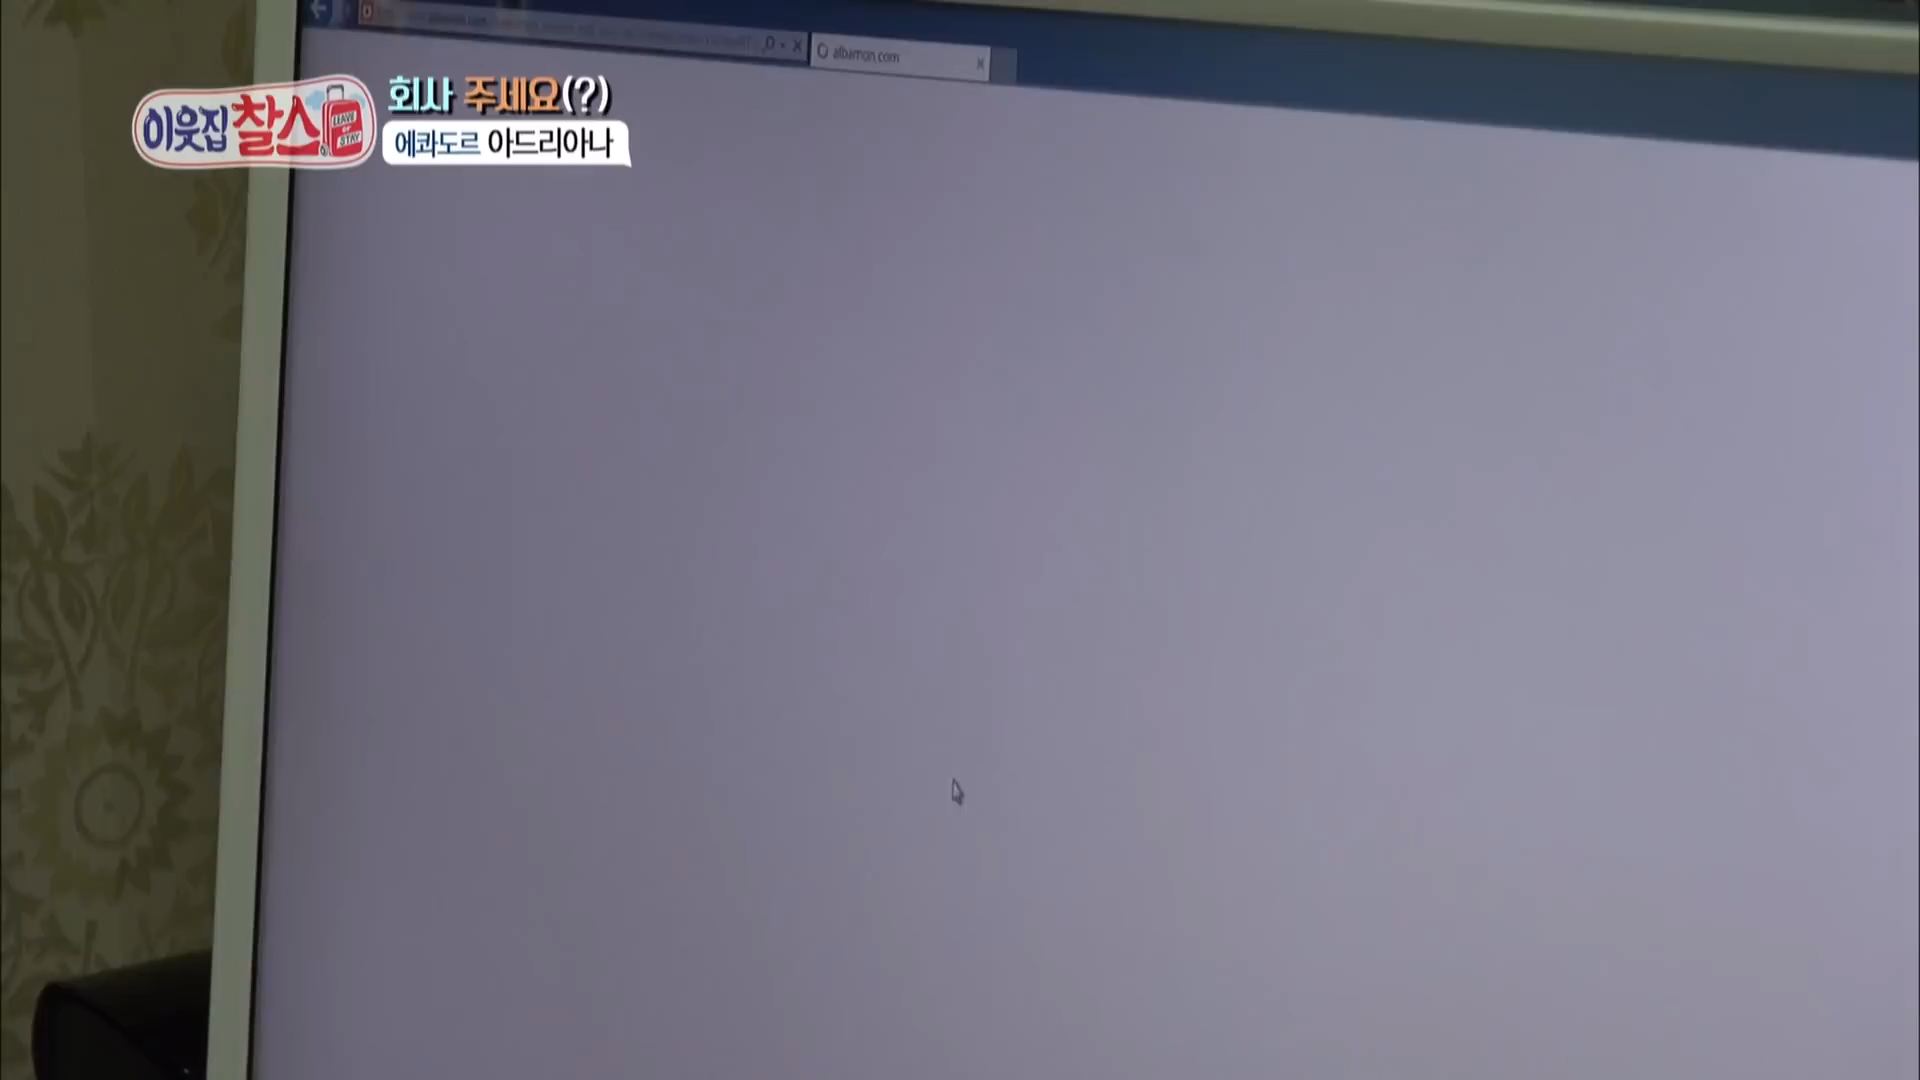 albamon.com
이웃집 찰스
LEAVE
or
STAY
회사 주세요(?)
에콰도르 아드리아나